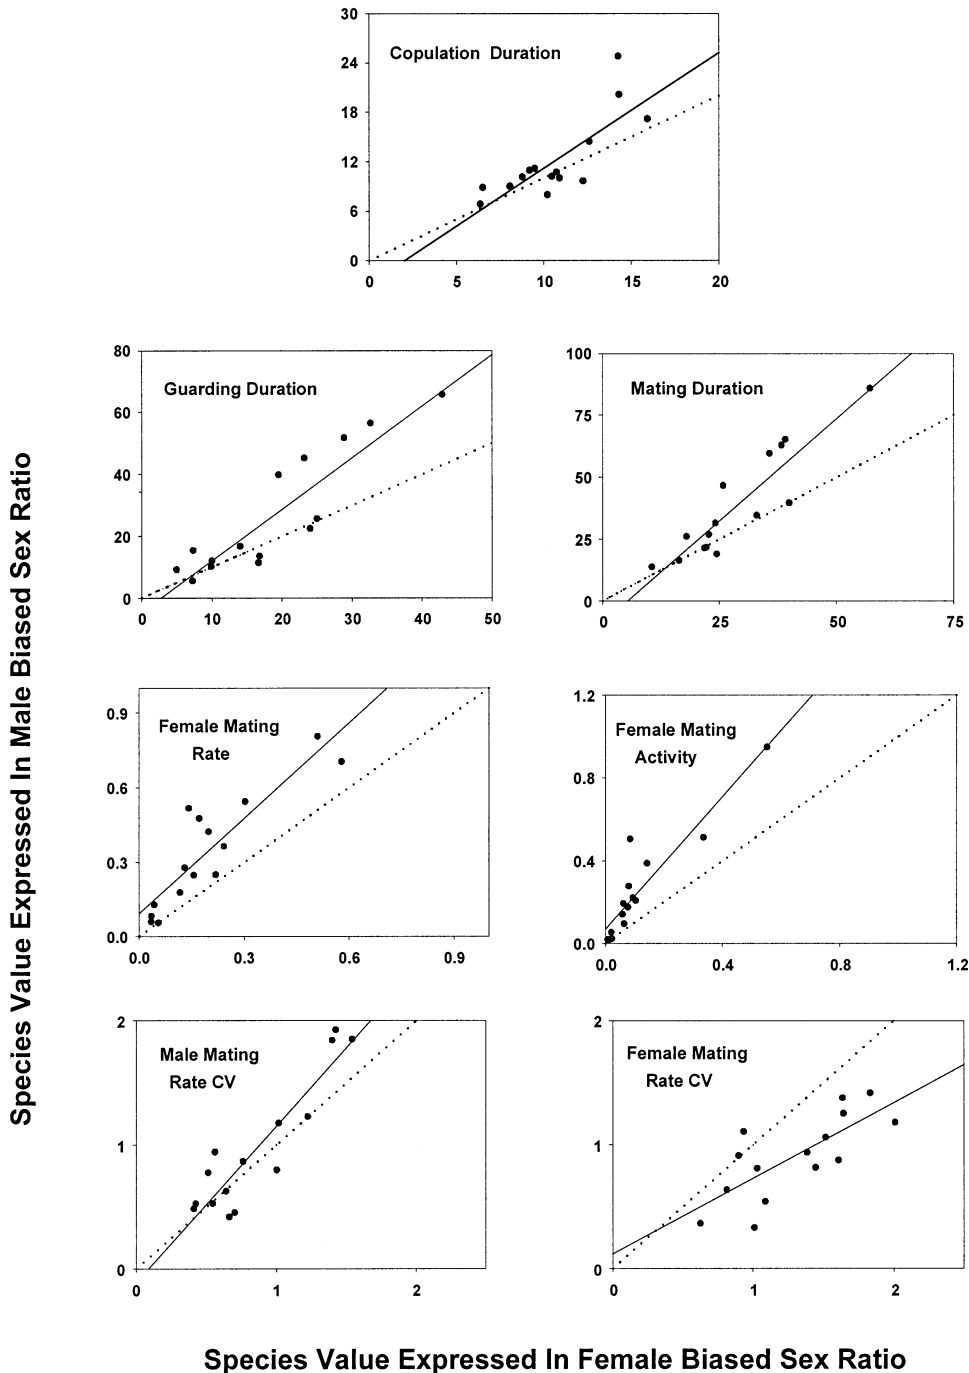 30
24
18
12
6
0
Copulation Duration
0 5 10 15 20
80
60
40
20
0
Guarding Duration
0 10 20 30 40 50
100
75
50
25
0
Mating Duration
0 25 50 75
0.9
0.6
0.3
0.0
Female Mating
Rate
0.0 0.3 0.6 0.9
1.2
0.8
0.4
0.0
Female Mating
Activity
0.0 0.4 0.8 1.2
2
1
0
Male Mating
Rate CV
0 1 2
2
1
0
Female Mating
Rate CV
0 1 2
Species Value Expressed In Male Biased Sex Ratio
Species Value Expressed In Female Biased Sex Ratio